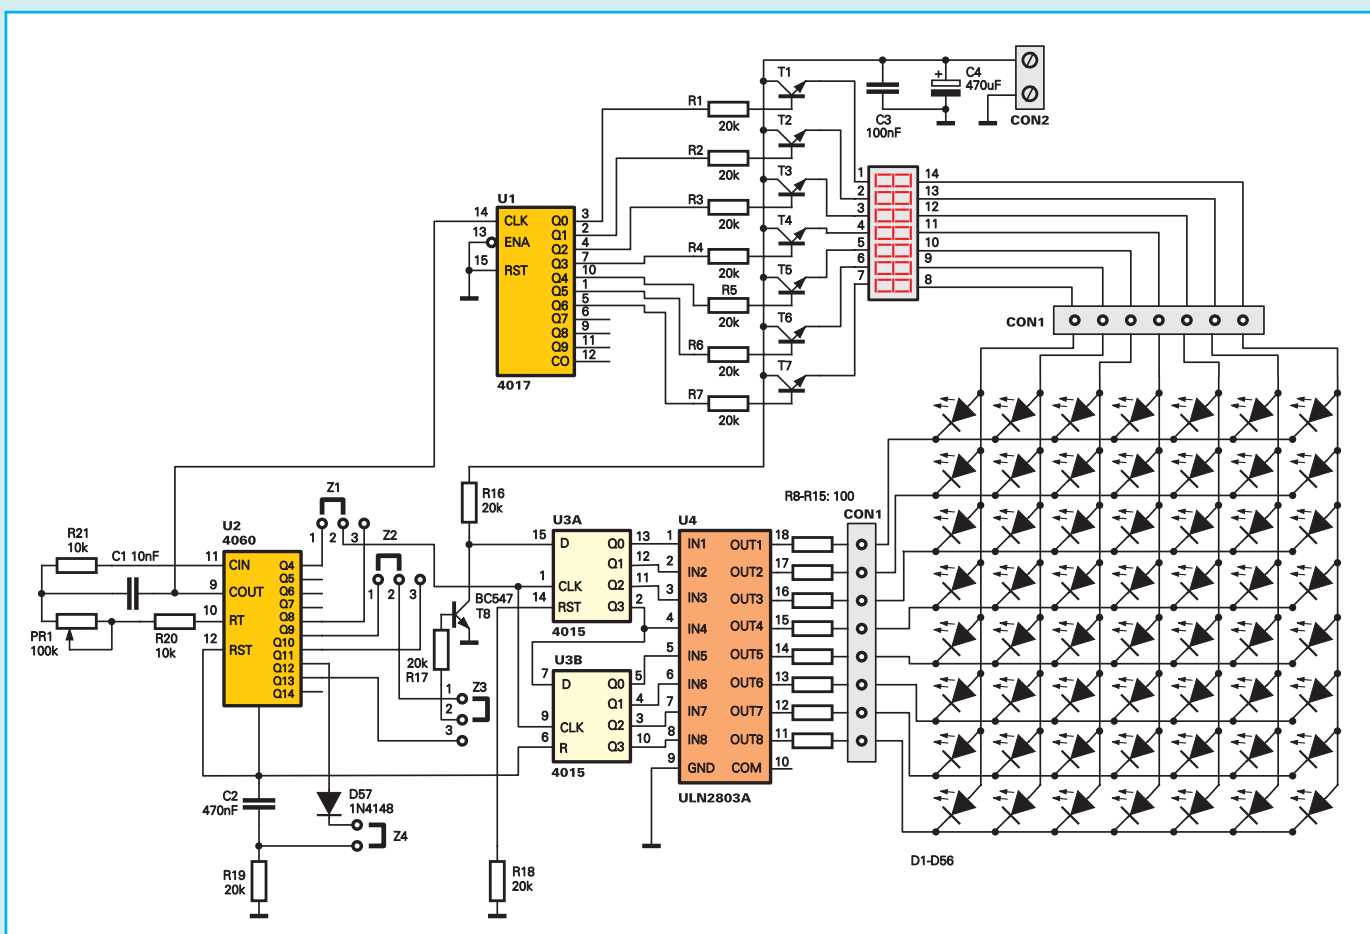 T1
C4
+
470uF
R1
20k
C3
100nF
CON2
T2
R2
20k
T3
R3
20k
T4
R4
20k
T5
R5
20k
T6
R6
20k
T7
R7
20k
1
2
3
4
5
6
7
14
13
12
11
10
9
8
CON1
U1
14 CLK
13 ENA
15 RST
Q0 3
Q1 2
Q2 4
Q3 7
Q4 10
Q5 1
Q6 5
Q7 6
Q8 9
Q9 11
CO 12
4017
R16
20k
Z1
1 2 3
Z2
1 2 3
U2
4060
R21
10k
C1 10nF
PR1
100k
R20
10k
11 CIN
9 COUT
10 RT
12 RST
Q4
Q5
Q6
Q7
Q8
Q9
Q10
Q11
Q12
Q13
Q14
BC547
T8
20k
R17
Z3
1
2
3
U3A
15 D
1 CLK
14 RST
Q0 13
Q1 12
Q2 11
Q3 2
4015
U3B
7 D
9 CLK
6 R
Q0 5
Q1 4
Q2 3
Q3 10
4015
U4
1 IN1
2 IN2
3 IN3
4 IN4
5 IN5
6 IN6
7 IN7
8 IN8
9 GND
OUT1 18
OUT2 17
OUT3 16
OUT4 15
OUT5 14
OUT6 13
OUT7 12
OUT8 11
COM 10
ULN2803A
R8-R15: 100
CON1
C2
470nF
D57
1N4148
Z4
R19
20k
R18
20k
D1-D56